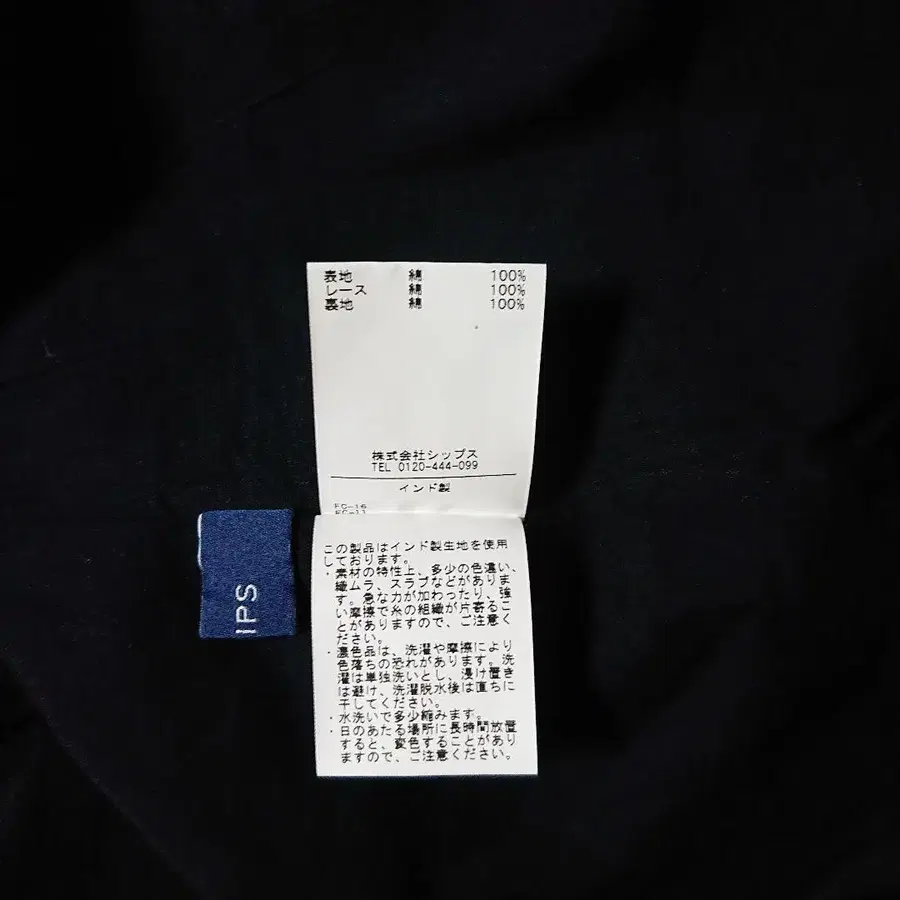 表地 綿 100%
レース 綿 100%
裏地 綿 100%
株式会社シップス
TEL 0120-444-099
インド製
FC-16
FC-11
IPS
この製品はインド製生地を使用
しております。
・素材の特性上、多少の色違い、
織ムラ、スラブなどがありま
す。急な力が加わったり、強
い摩擦で糸の組織が片寄るこ
とがありますので、ご注意く
ださい。
・濃色品は、洗濯や摩擦により
色落ちの恐れがあります。洗
濯は単独洗いとし、浸け置き
は避け、洗濯脱水後は直ちに
干してください。
・水洗いで多少縮みます。
・日のあたる場所に長時間放置
すると、変色することがあり
ますので、ご注意ください。